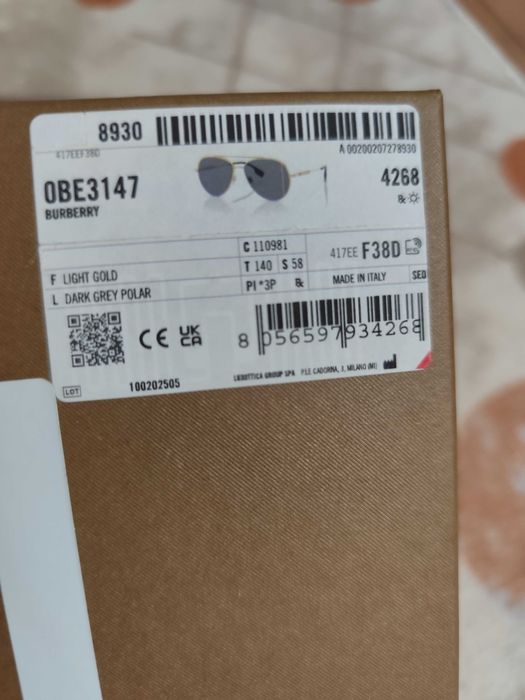 8930
A 00200207278930
417EEF38D
0BE3147
BURBERRY
4268
℞
C 110981
T 140 S 58
417EE F38D
F LIGHT GOLD
L DARK GREY POLAR
PI *3P ℞
MADE IN ITALY
SED
CE UK CA
8 056597 934268
LOT
100202505
LUXOTTICA GROUP SPA P.LE CADORNA, 3, MILANO (MI)